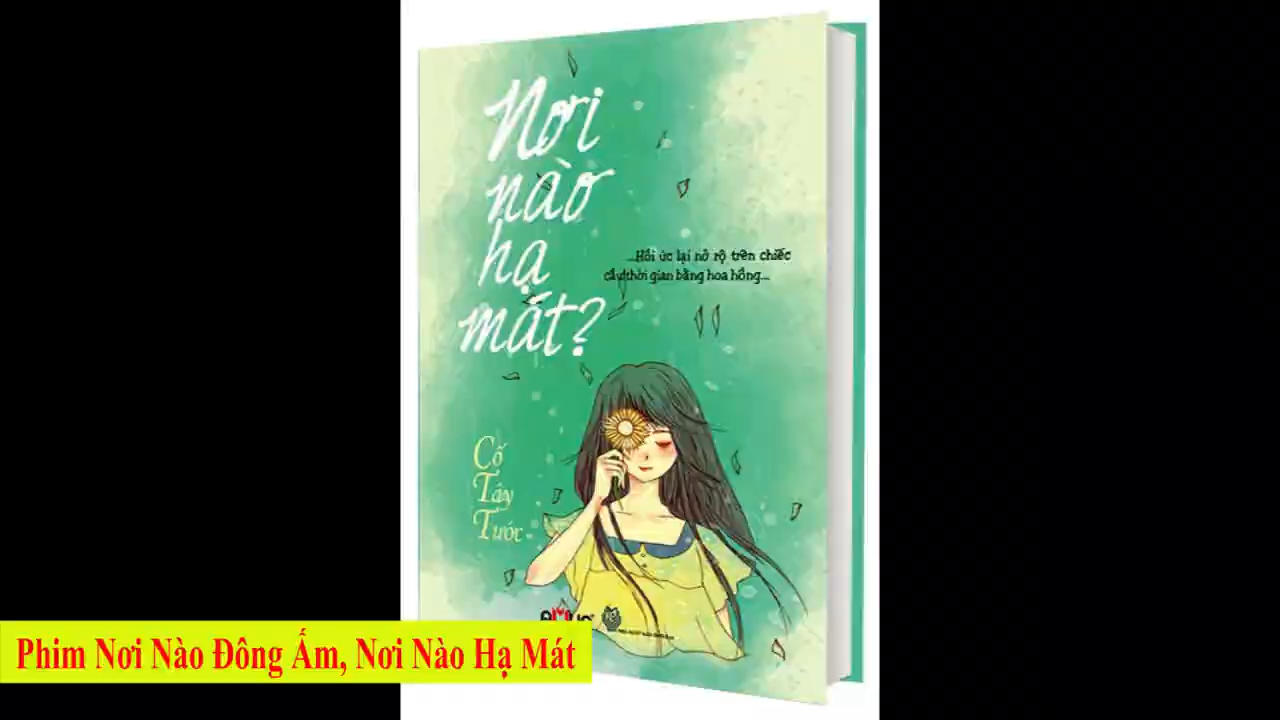 Nơi
nào
hạ
mát?
...Hồi ức lại nở rộ trên chiếc
cầu thời gian bằng hoa hồng...
Cố
Tây
Tước
Phim Nơi Nào Đông Ấm, Nơi Nào Hạ Mát